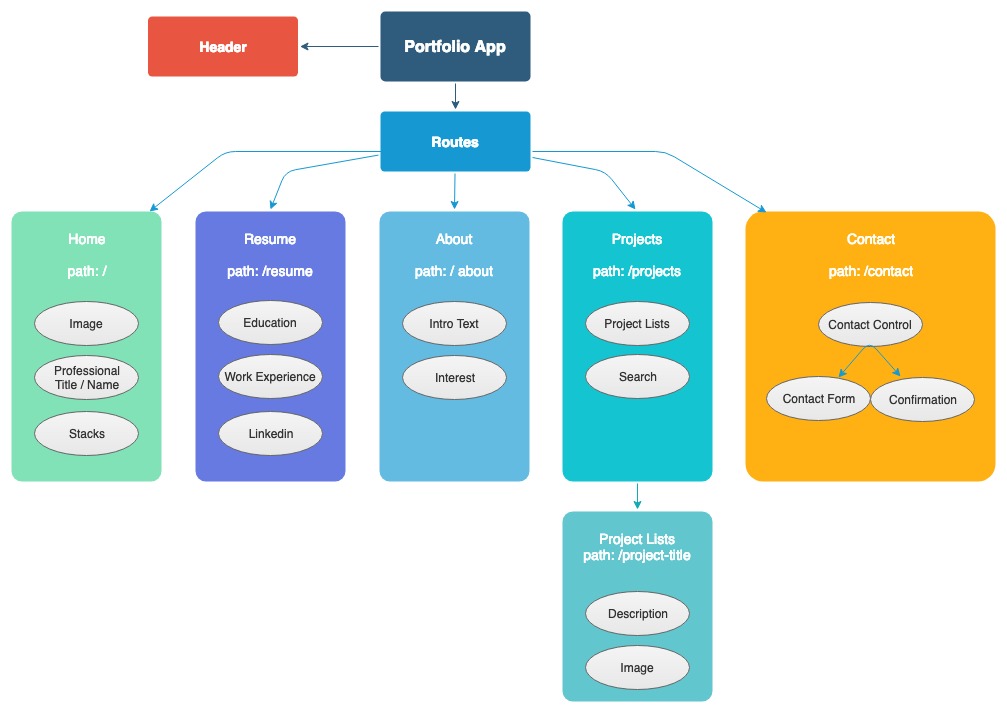 Header
Portfolio App
Routes
Home
path: /
Image
Professional
Title / Name
Stacks
Resume
path: /resume
Education
Work Experience
Linkedin
About
path: / about
Intro Text
Interest
Projects
path: /projects
Project Lists
Search
Contact
path: /contact
Contact Control
Contact Form
Confirmation
Project Lists
path: /project-title
Description
Image